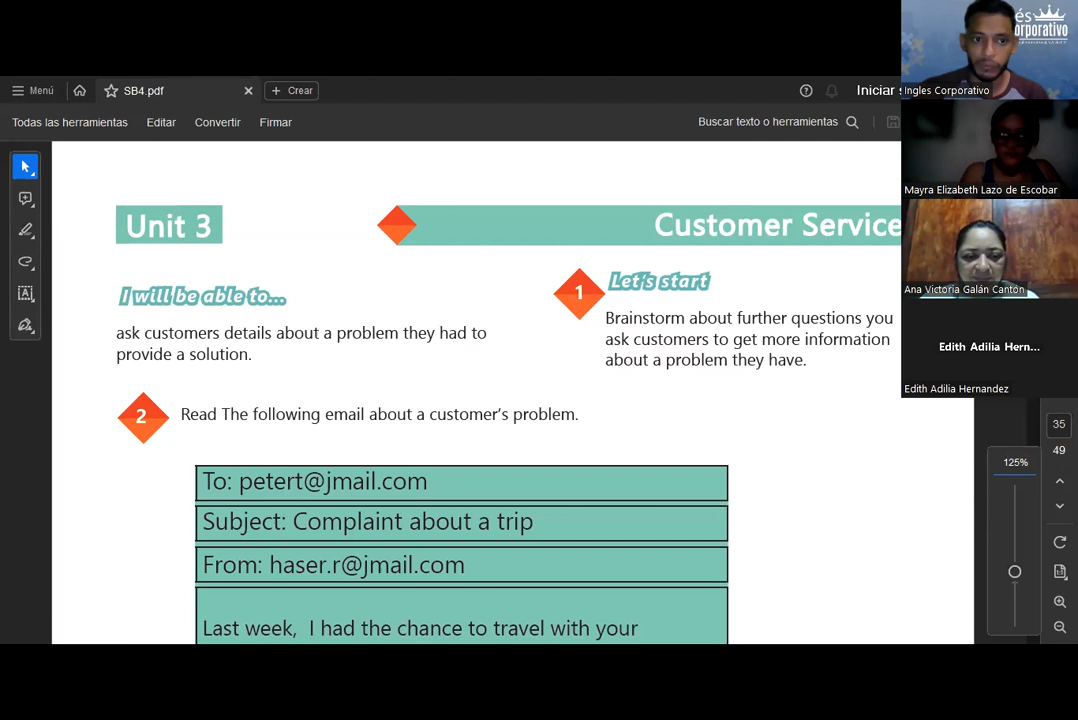 és
orporativo
Menú
SB4.pdf
Crear
Iniciar s
Ingles Corporativo
Todas las herramientas
Editar
Convertir
Firmar
Buscar texto o herramientas
Mayra Elizabeth Lazo de Escobar
Unit 3
Customer Service
I will be able to...
ask customers details about a problem they had to
provide a solution.
1
Let's start
Brainstorm about further questions you
ask customers to get more information
about a problem they have.
Ana Victoria Galán Cantón
Edith Adilia Hern...
Edith Adilia Hernandez
2
Read The following email about a customer's problem.
To: petert@jmail.com
Subject: Complaint about a trip
From: haser.r@jmail.com
Last week, I had the chance to travel with your
35
49
125%